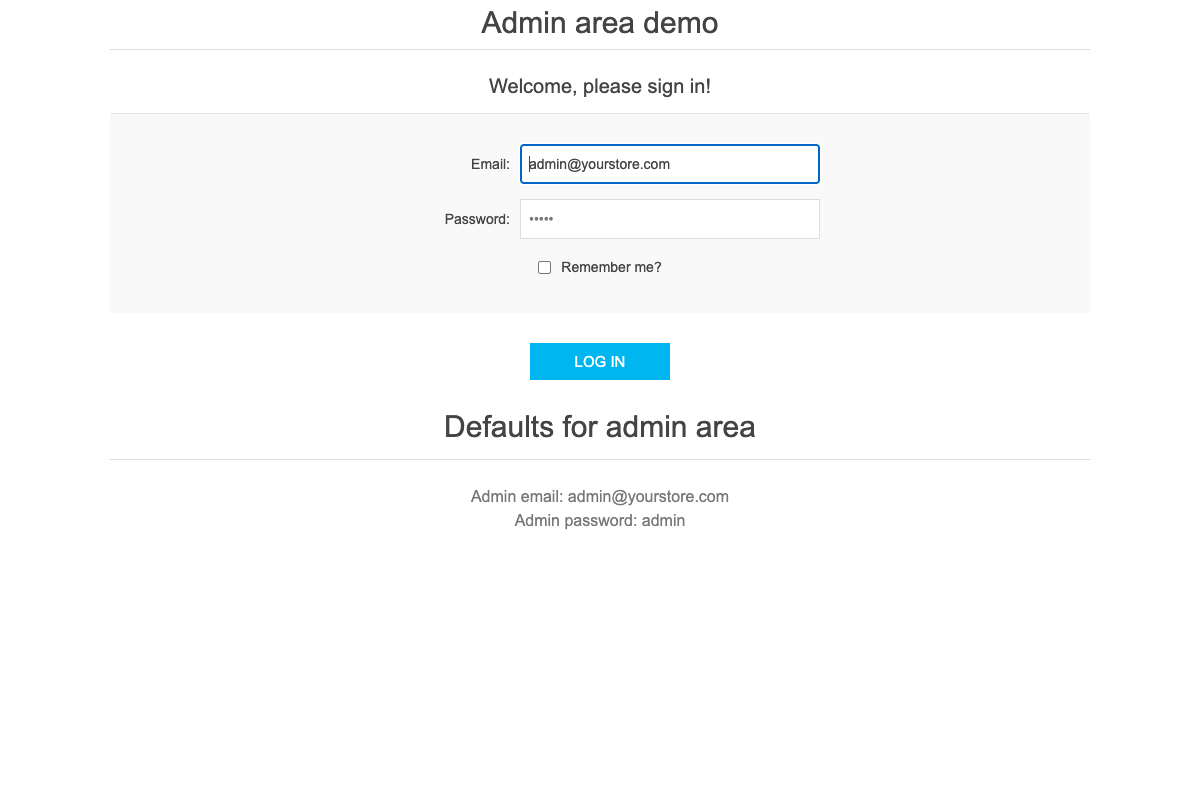 Admin area demo
Welcome, please sign in!
Email: admin@yourstore.com
Password: •••••
Remember me?
LOG IN
Defaults for admin area
Admin email: admin@yourstore.com
Admin password: admin